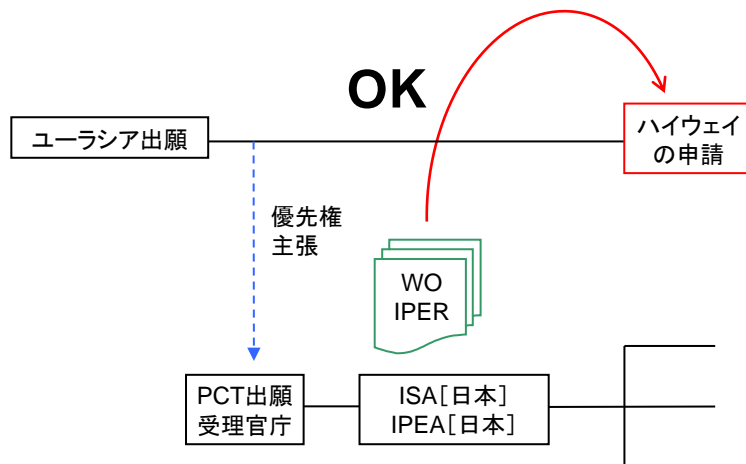 OK
ユーラシア出願
ハイウェイ
の申請
優先権
主張
WO
IPER
PCT出願
受理官庁
ISA[日本]
IPEA[日本]